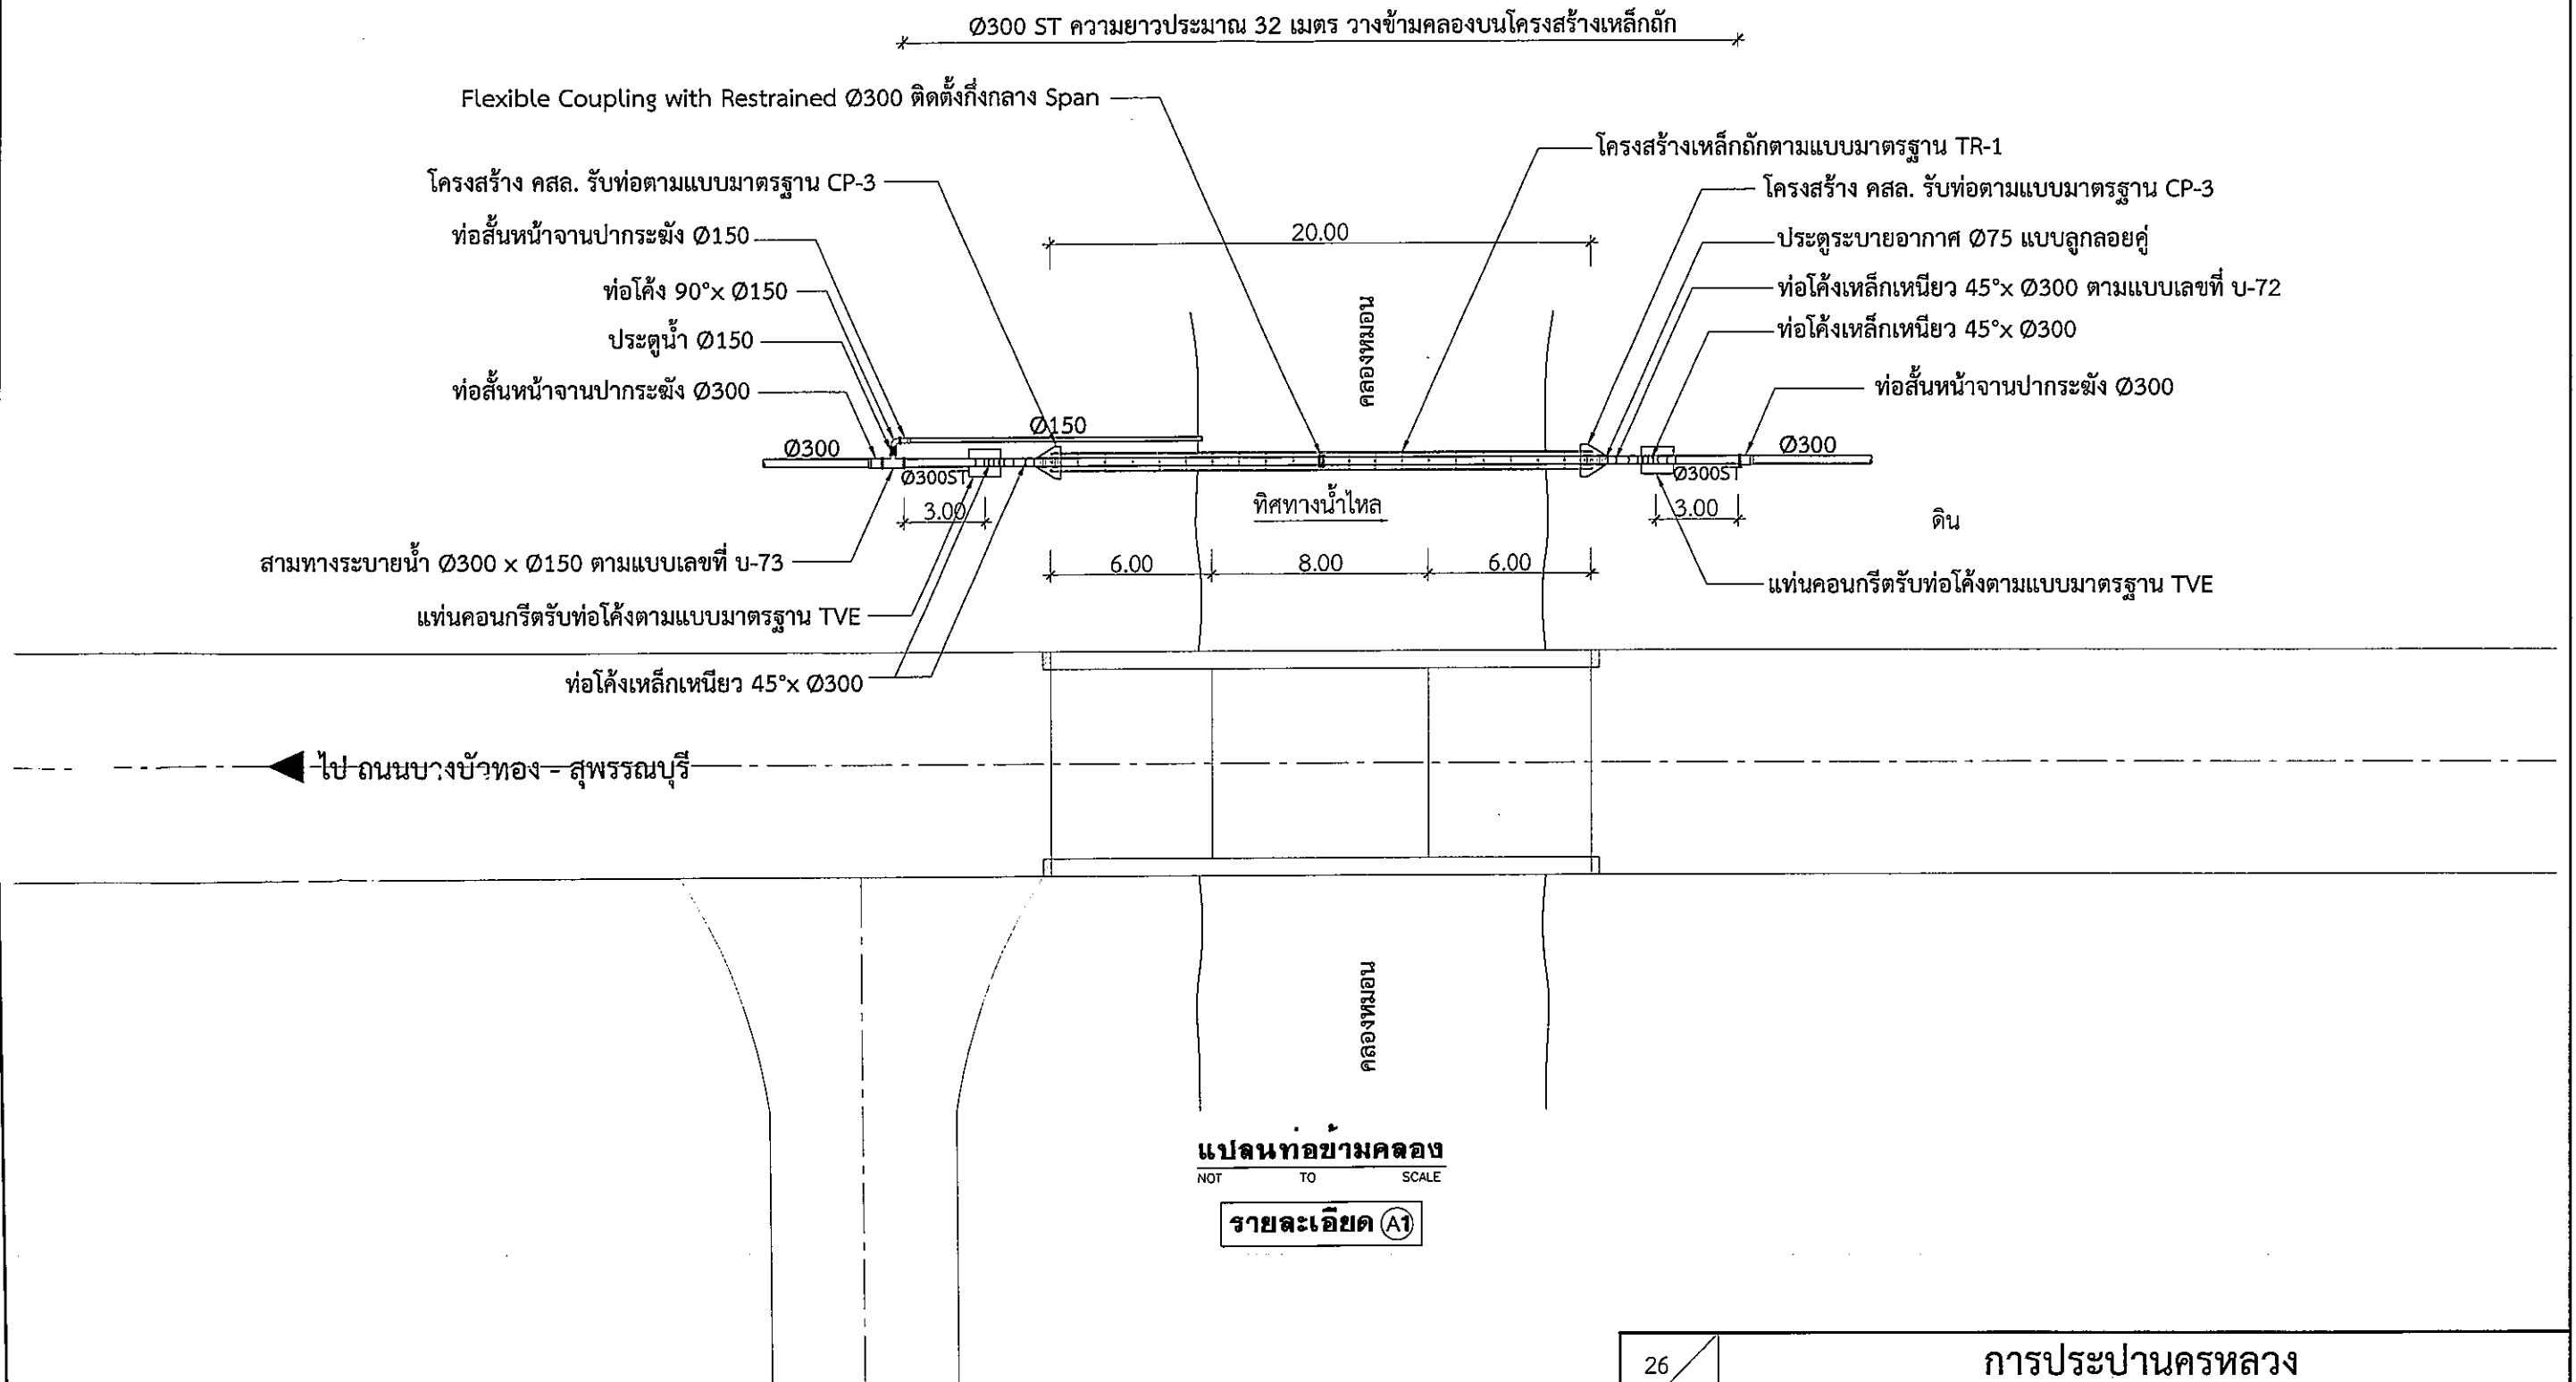 Ø300 ST ความยาวประมาณ 32 เมตร วางข้ามคลองบนโครงสร้างเหล็กถัก
Flexible Coupling with Restrained Ø300 ติดตั้งกึ่งกลาง Span
โครงสร้างเหล็กถักตามแบบมาตรฐาน TR-1
โครงสร้าง คสล. รับท่อตามแบบมาตรฐาน CP-3
โครงสร้าง คสล. รับท่อตามแบบมาตรฐาน CP-3
ท่อสั้นหน้าจานปากระฆัง Ø150
20.00
ประตูระบายอากาศ Ø75 แบบลูกลอยคู่
ท่อโค้ง 90°x Ø150
ท่อโค้งเหล็กเหนียว 45°x Ø300 ตามแบบเลขที่ บ-72
ประตูน้ำ Ø150
คลองหมอน
ท่อโค้งเหล็กเหนียว 45°x Ø300
ท่อสั้นหน้าจานปากระฆัง Ø300
ท่อสั้นหน้าจานปากระฆัง Ø300
Ø150
Ø300
Ø300
Ø300ST
Ø300ST
3.00
ทิศทางน้ำไหล
3.00
ดิน
สามทางระบายน้ำ Ø300 x Ø150 ตามแบบเลขที่ บ-73
6.00
8.00
6.00
แท่นคอนกรีตรับท่อโค้งตามแบบมาตรฐาน TVE
แท่นคอนกรีตรับท่อโค้งตามแบบมาตรฐาน TVE
ท่อโค้งเหล็กเหนียว 45°x Ø300
ไป ถนนบางบัวทอง - สุพรรณบุรี
คลองหมอน
แปลนท่อข้ามคลอง
NOT TO SCALE
รายละเอียด A1
26
การประปานครหลวง